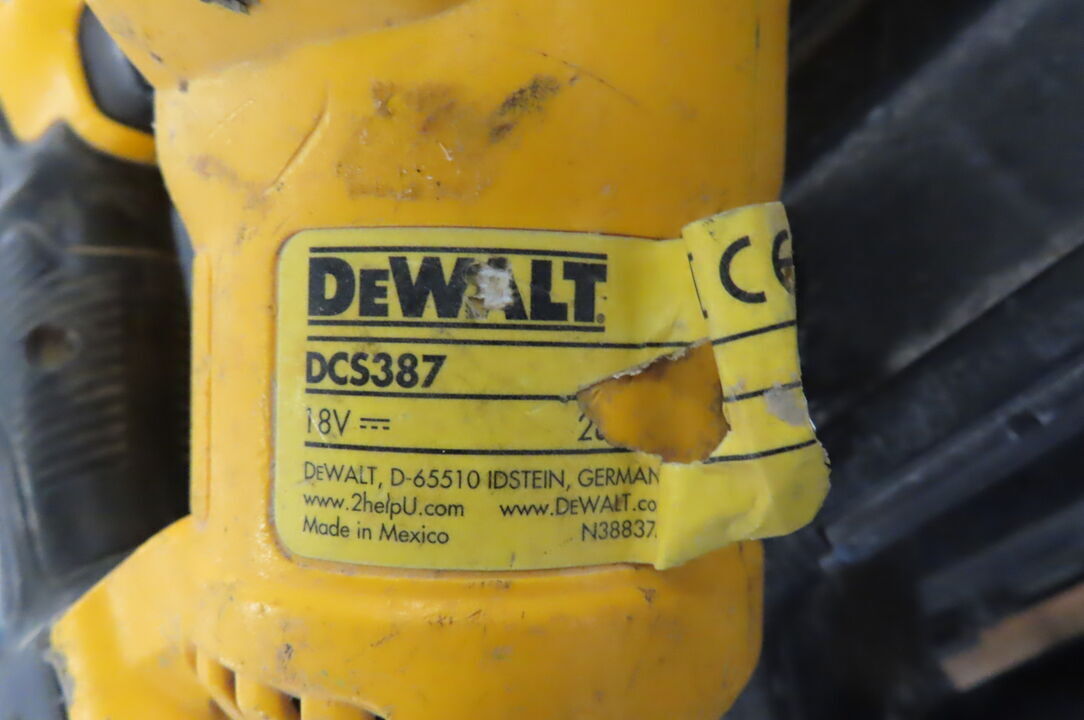 DEWALT
CE
DCS387
18V
DEWALT, D-65510 IDSTEIN, GERMAN
www.2helpU.com www.DEWALT.co
Made in Mexico N38837